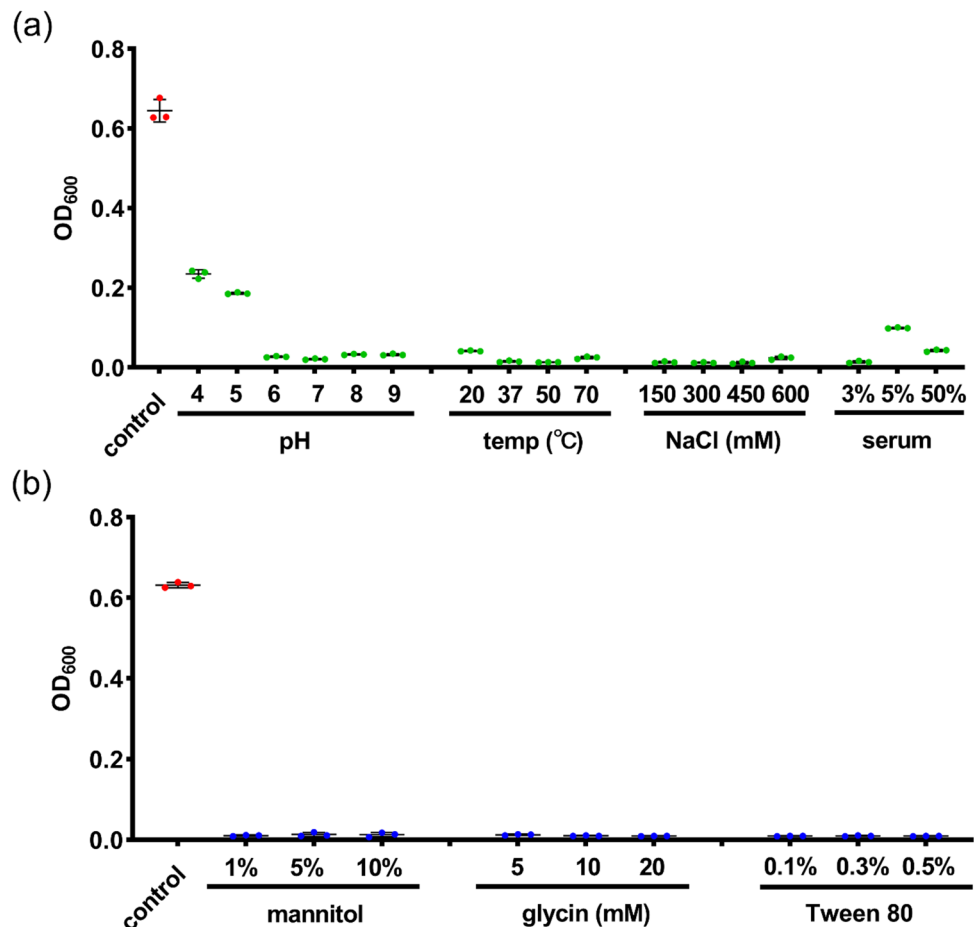 (a)
0.8
0.6
0.4
0.2
0.0
OD600
control
4 5 6 7 8 9 20 37 50 70 150 300 450 600 3% 5% 50%
pH temp (°C) NaCl (mM) serum
(b)
0.8
0.6
0.4
0.2
0.0
OD600
control
1% 5% 10% 5 10 20 0.1% 0.3% 0.5%
mannitol glycin (mM) Tween 80